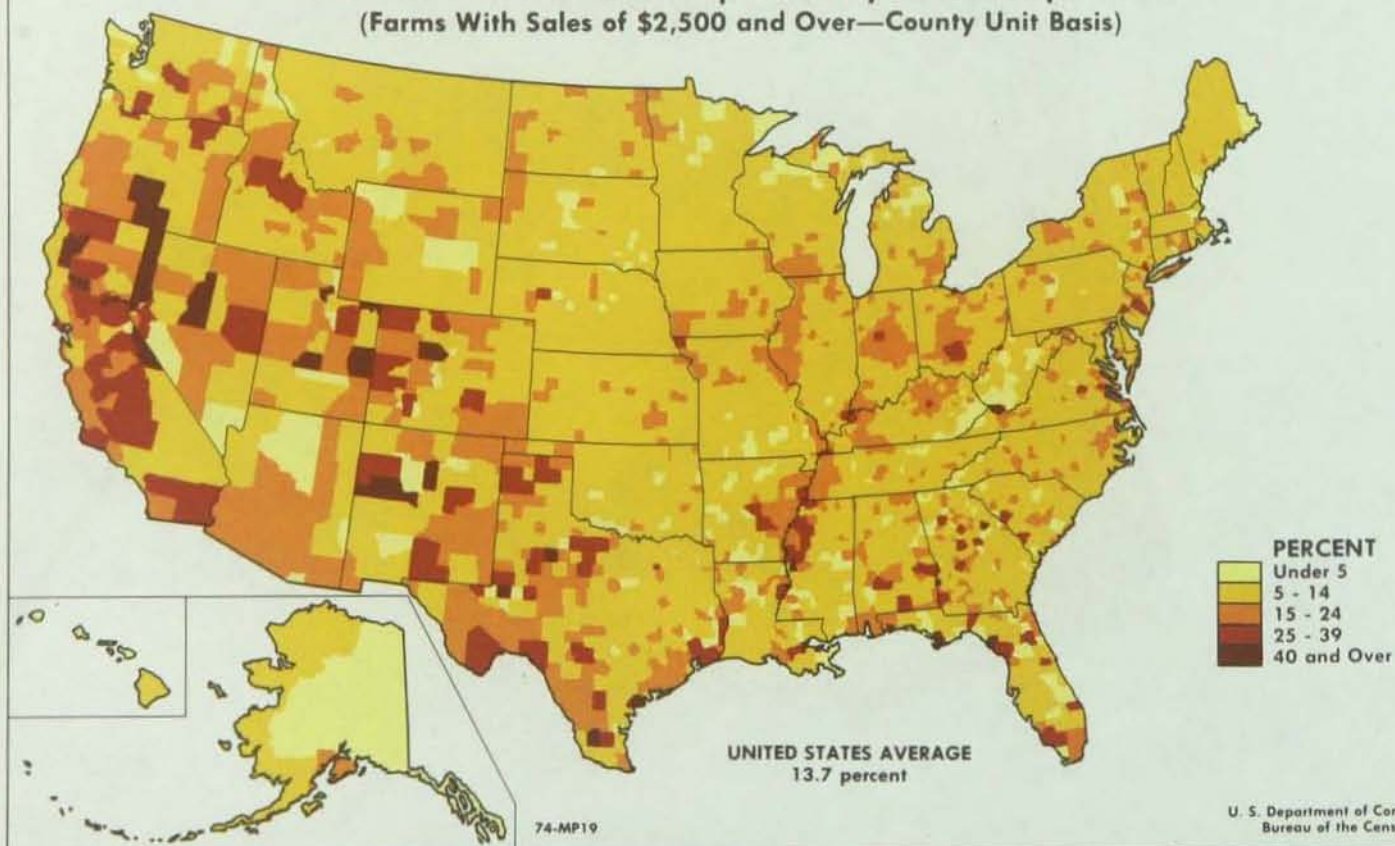 (Farms With Sales of $2,500 and Over—County Unit Basis)
PERCENT
Under 5
5 - 14
15 - 24
25 - 39
40 and Over
UNITED STATES AVERAGE
13.7 percent
74-MP19
U. S. Department of
Bureau of the